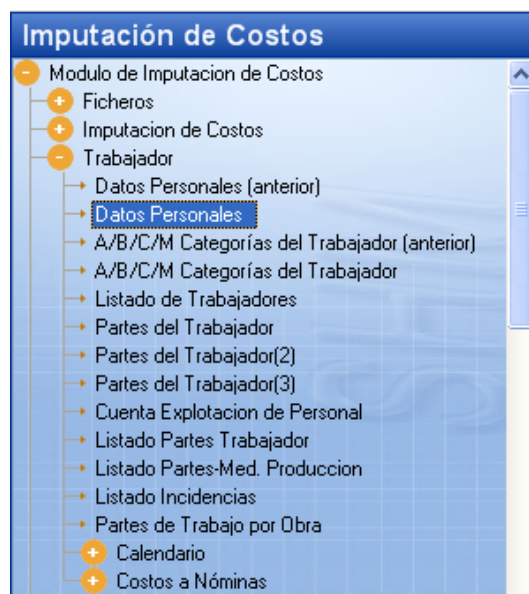 Imputación de Costos
Modulo de Imputacion de Costos
Ficheros
Imputacion de Costos
Trabajador
Datos Personales (anterior)
Datos Personales
A/B/C/M Categorías del Trabajador (anterior)
A/B/C/M Categorías del Trabajador
Listado de Trabajadores
Partes del Trabajador
Partes del Trabajador(2)
Partes del Trabajador(3)
Cuenta Explotacion de Personal
Listado Partes Trabajador
Listado Partes-Med. Produccion
Listado Incidencias
Partes de Trabajo por Obra
Calendario
Costos a Nóminas